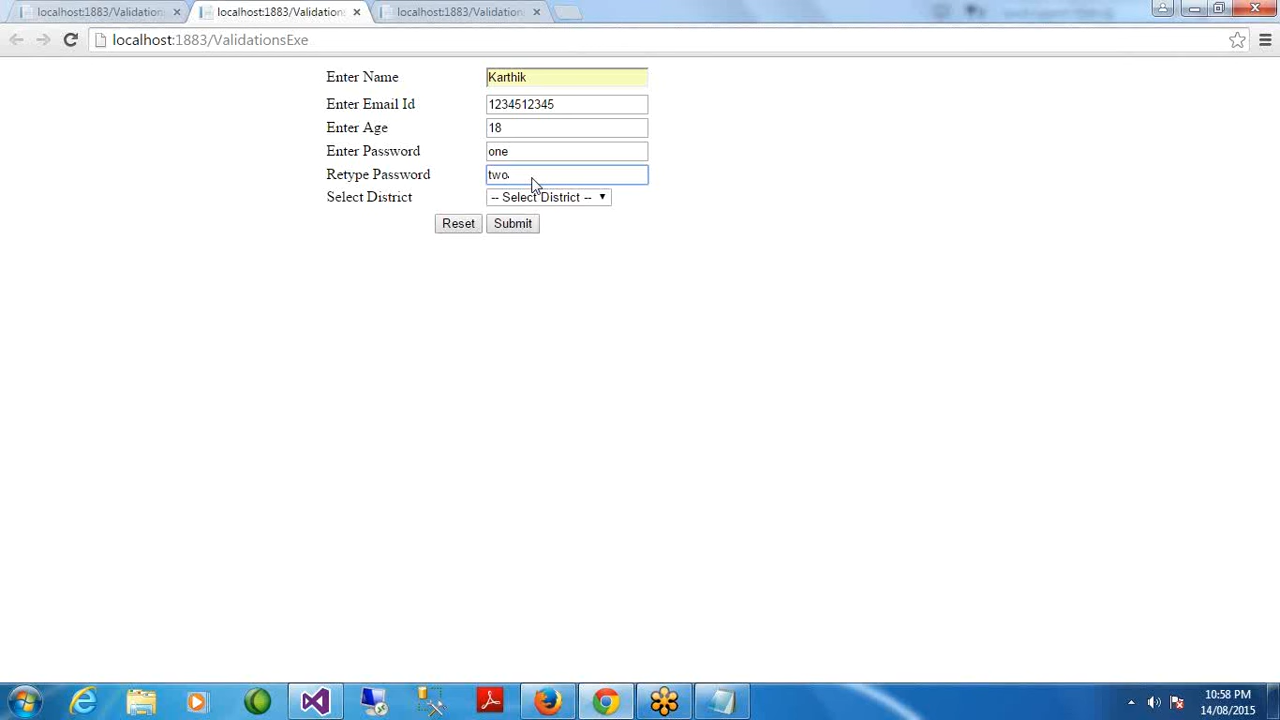 localhost:1883/Validation
localhost:1883/Validation
localhost:1883/Validation
localhost:1883/ValidationsExe
Enter Name Karthik
Enter Email Id 1234512345
Enter Age 18
Enter Password one
Retype Password two
Select District -- Select District --
Reset Submit
10:58 PM
14/08/2015